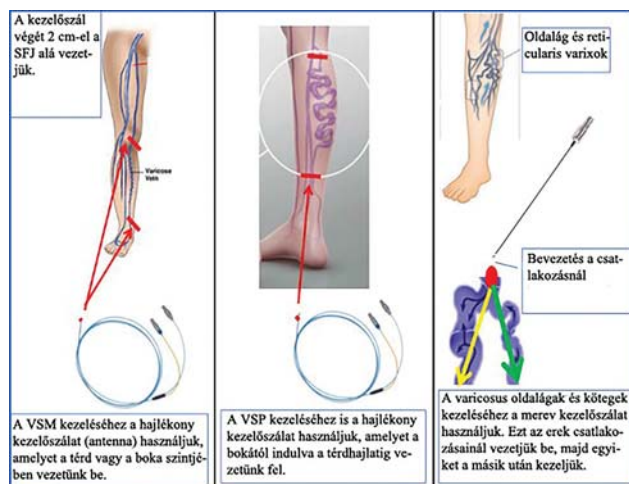 A kezelőszál
végét 2 cm-el a
SFJ alá vezet-
jük.
Varicose
Vein
A VSM kezeléséhez a hajlékony
kezelőszálat (antenna) használjuk,
amelyet a térd vagy a boka szintjé-
ben vezetünk be.
A VSP kezeléséhez is a hajlékony
kezelőszálat használjuk, amelyet a
bokától indulva a térdhajlatig ve-
zetünk fel.
Oldalág és reti-
cularis varixok
Bevezetés a csat-
lakozásnál
A varicosus oldalágak és kötegek
kezeléséhez a merev kezelőszálat
használjuk. Ezt az erek csatlako-
zásainál vezetjük be, majd egyi-
ket a másik után kezeljük.